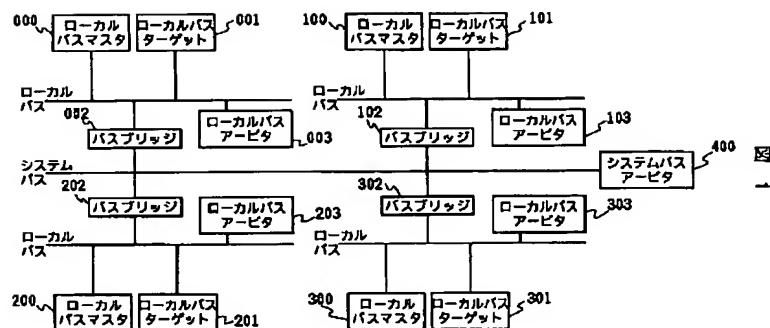 000
ローカル
バスマスタ
001
ローカルバス
ターゲット
100
ローカル
バスマスタ
101
ローカルバス
ターゲット
ローカル
バス
ローカル
バス
002
バスブリッジ
ローカルバス
アービタ
003
102
バスブリッジ
ローカルバス
アービタ
103
システム
バス
システムバス
アービタ
400
図
一
202
バスブリッジ
ローカルバス
アービタ
203
302
バスブリッジ
ローカルバス
アービタ
303
ローカル
バス
ローカル
バス
200
ローカル
バスマスタ
ローカルバス
ターゲット
201
300
ローカル
バスマスタ
ローカルバス
ターゲット
301